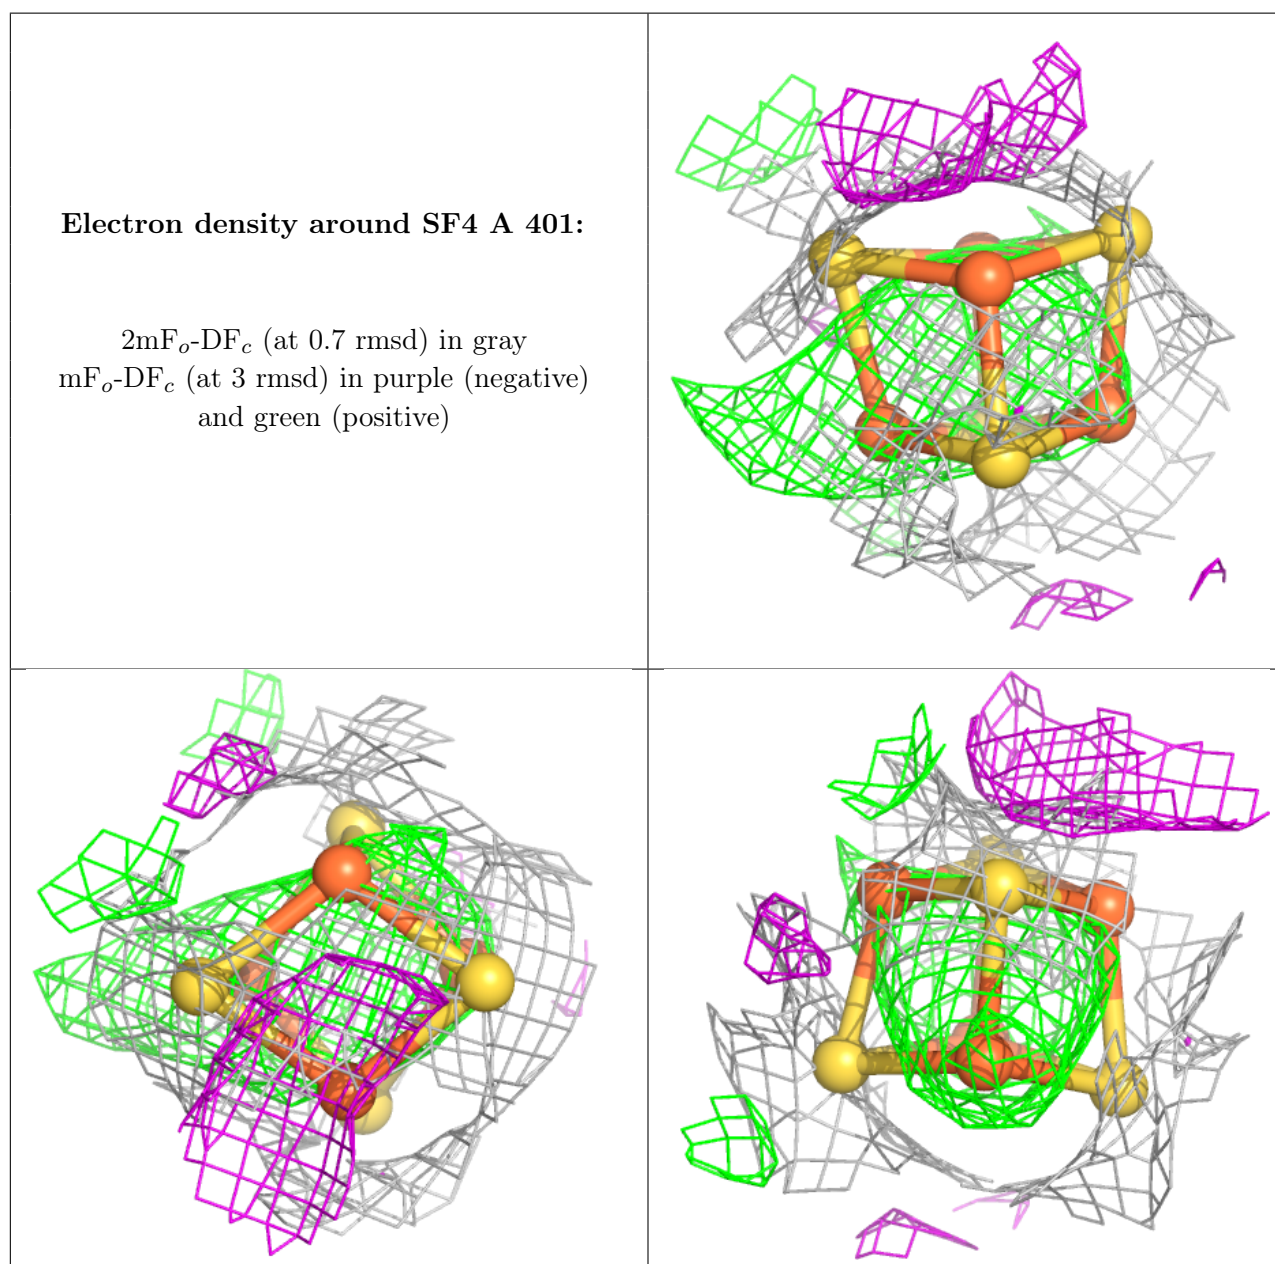 Electron density around SF4 A 401:
2mFo-DFc (at 0.7 rmsd) in gray
mFo-DFc (at 3 rmsd) in purple (negative)
and green (positive)